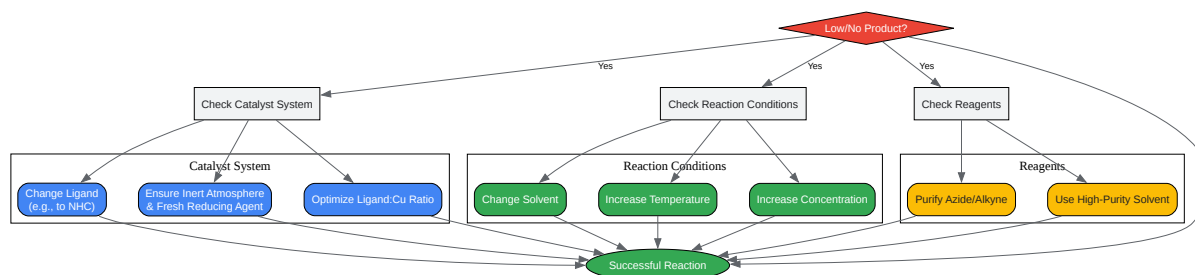 Low/No Product?
Yes
Yes
Yes
Check Catalyst System
Check Reaction Conditions
Check Reagents
Catalyst System
Reaction Conditions
Reagents
Change Ligand
(e.g., to NHC)
Ensure Inert Atmosphere
& Fresh Reducing Agent
Optimize Ligand:Cu Ratio
Change Solvent
Increase Temperature
Increase Concentration
Purify Azide/Alkyne
Use High-Purity Solvent
Successful Reaction